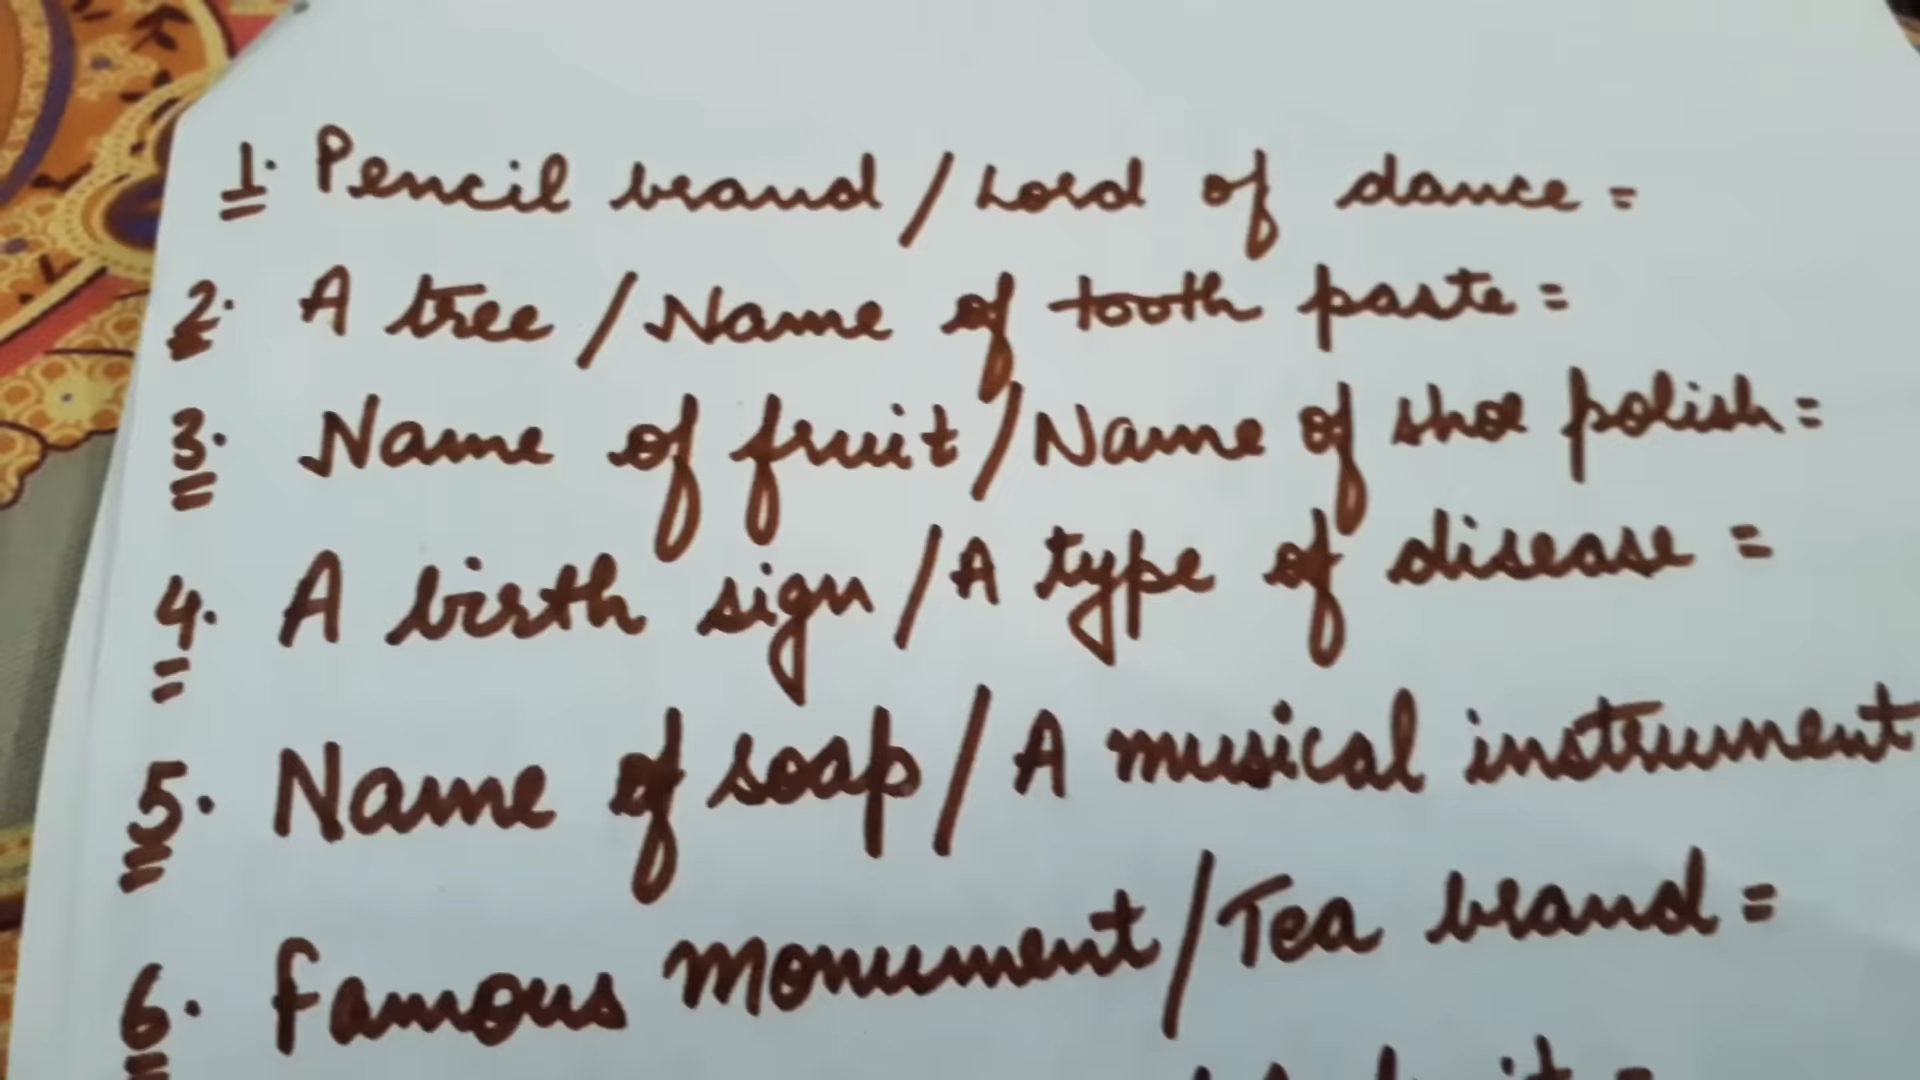 1. Pencil brand / Lord of dance =
2. A tree / Name of tooth paste =
3. Name of fruit / Name of shoe polish =
4. A birth sign / A type of disease =
5. Name of soap / A musical instrument
6. Famous monument / Tea brand =